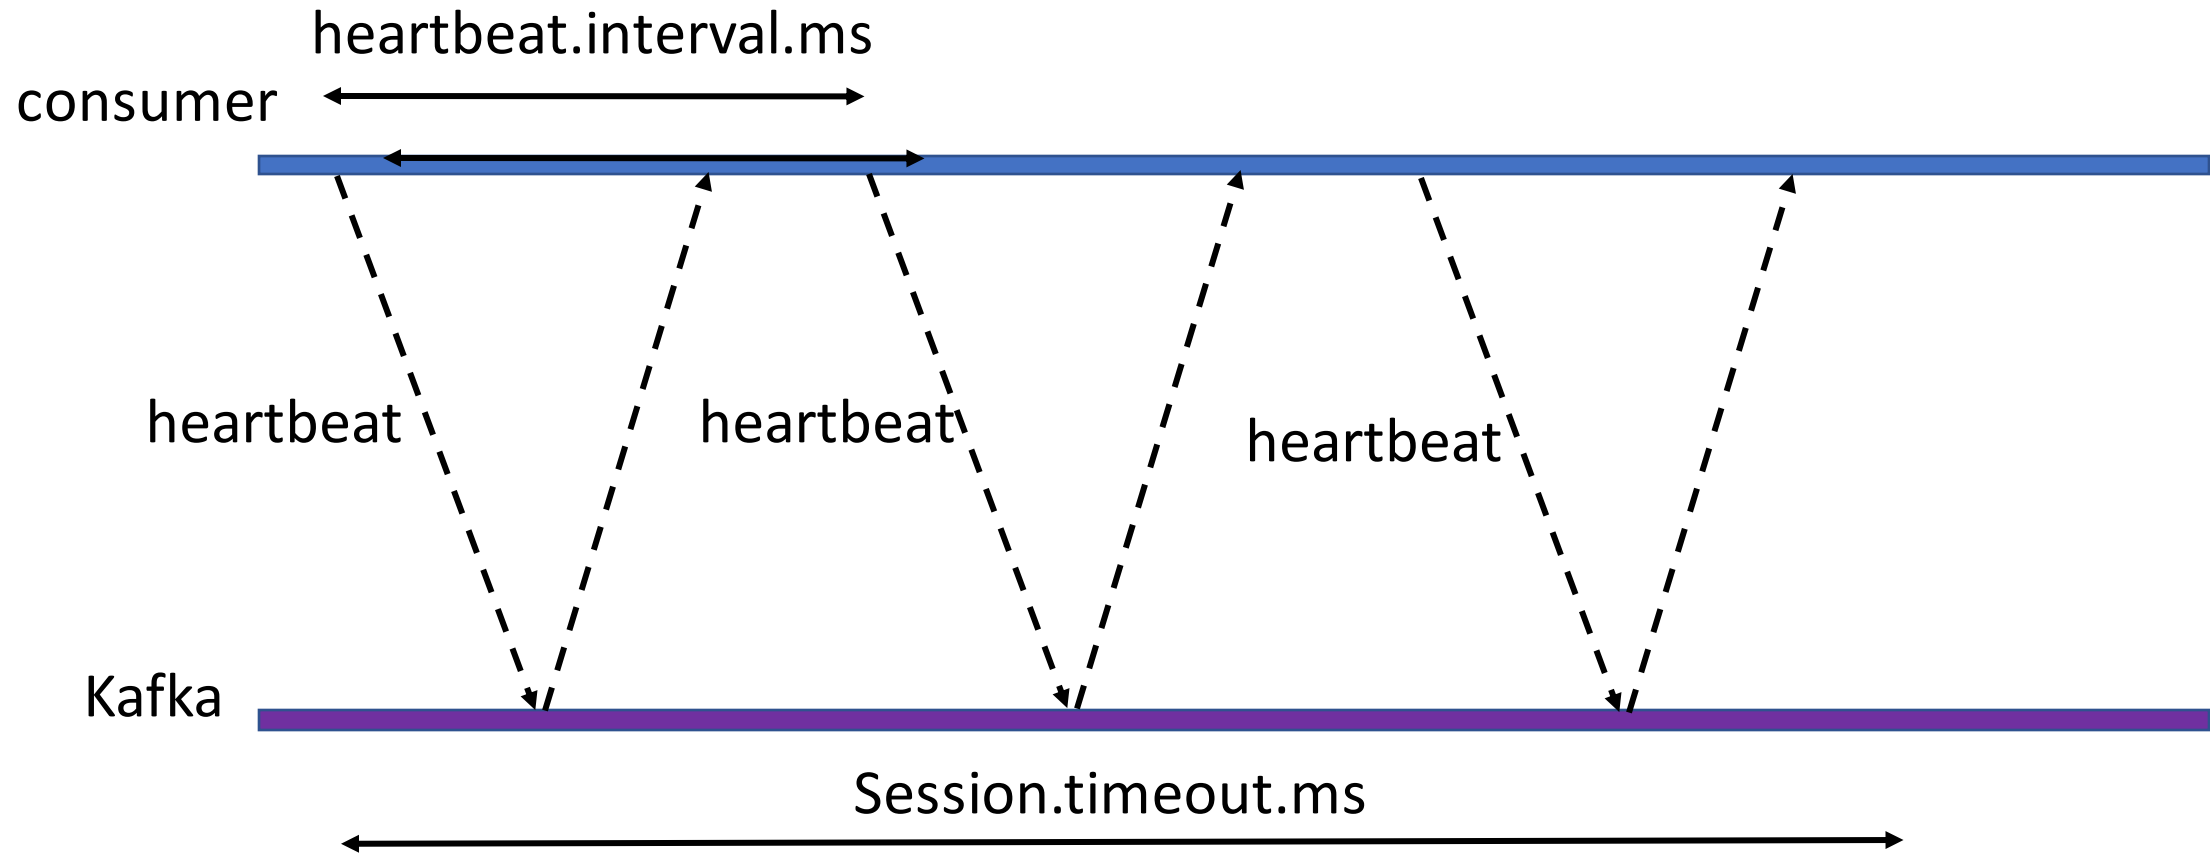 heartbeat.interval.ms
consumer
heartbeat
heartbeat
heartbeat
Kafka
Session.timeout.ms